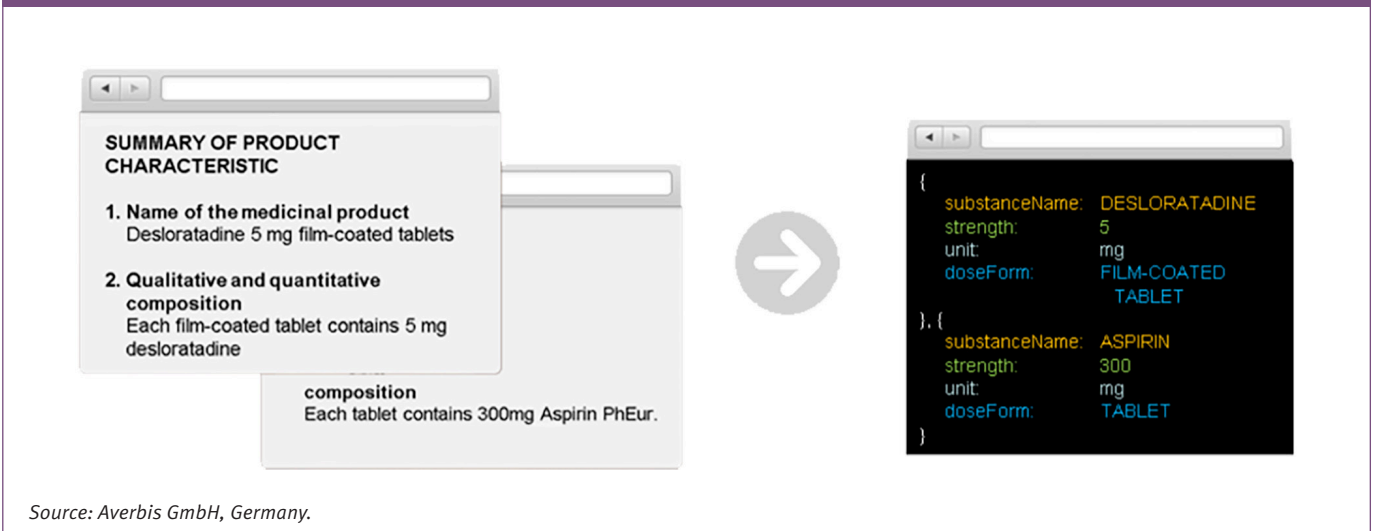 SUMMARY OF PRODUCT
CHARACTERISTIC
1. Name of the medicinal product
Desloratadine 5 mg film-coated tablets
2. Qualitative and quantitative
composition
Each film-coated tablet contains 5 mg
desloratadine
composition
Each tablet contains 300mg Aspirin PhEur.
{
substanceName: DESLORATADINE
strength: 5
unit: mg
doseForm: FILM-COATED
TABLET
}, {
substanceName: ASPIRIN
strength: 300
unit: mg
doseForm: TABLET
}
Source: Averbis GmbH, Germany.